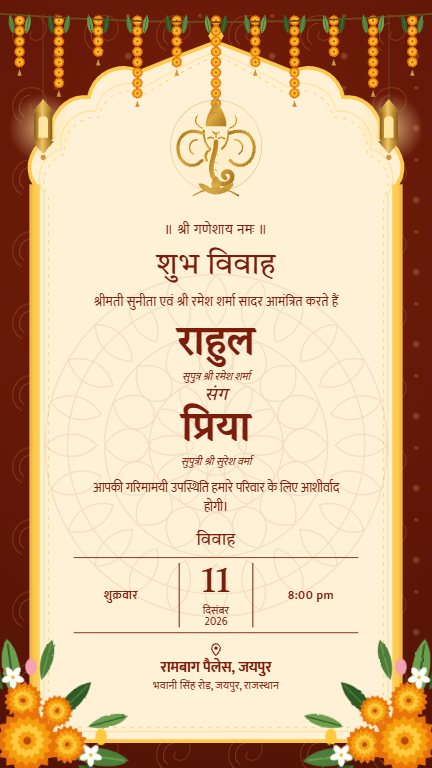 ॥ श्री गणेशाय नमः ॥
शुभ विवाह
श्रीमती सुनीता एवं श्री रमेश शर्मा सादर आमंत्रित करते हैं
राहुल
सुपुत्र श्री रमेश शर्मा
संग
प्रिया
सुपुत्री श्री सुरेश वर्मा
आपकी गरिमामयी उपस्थिति हमारे परिवार के लिए आशीर्वाद
होगी।
विवाह
शुक्रवार
11
दिसंबर
2026
8:00 pm
रामबाग पैलेस, जयपुर
भवानी सिंह रोड, जयपुर, राजस्थान